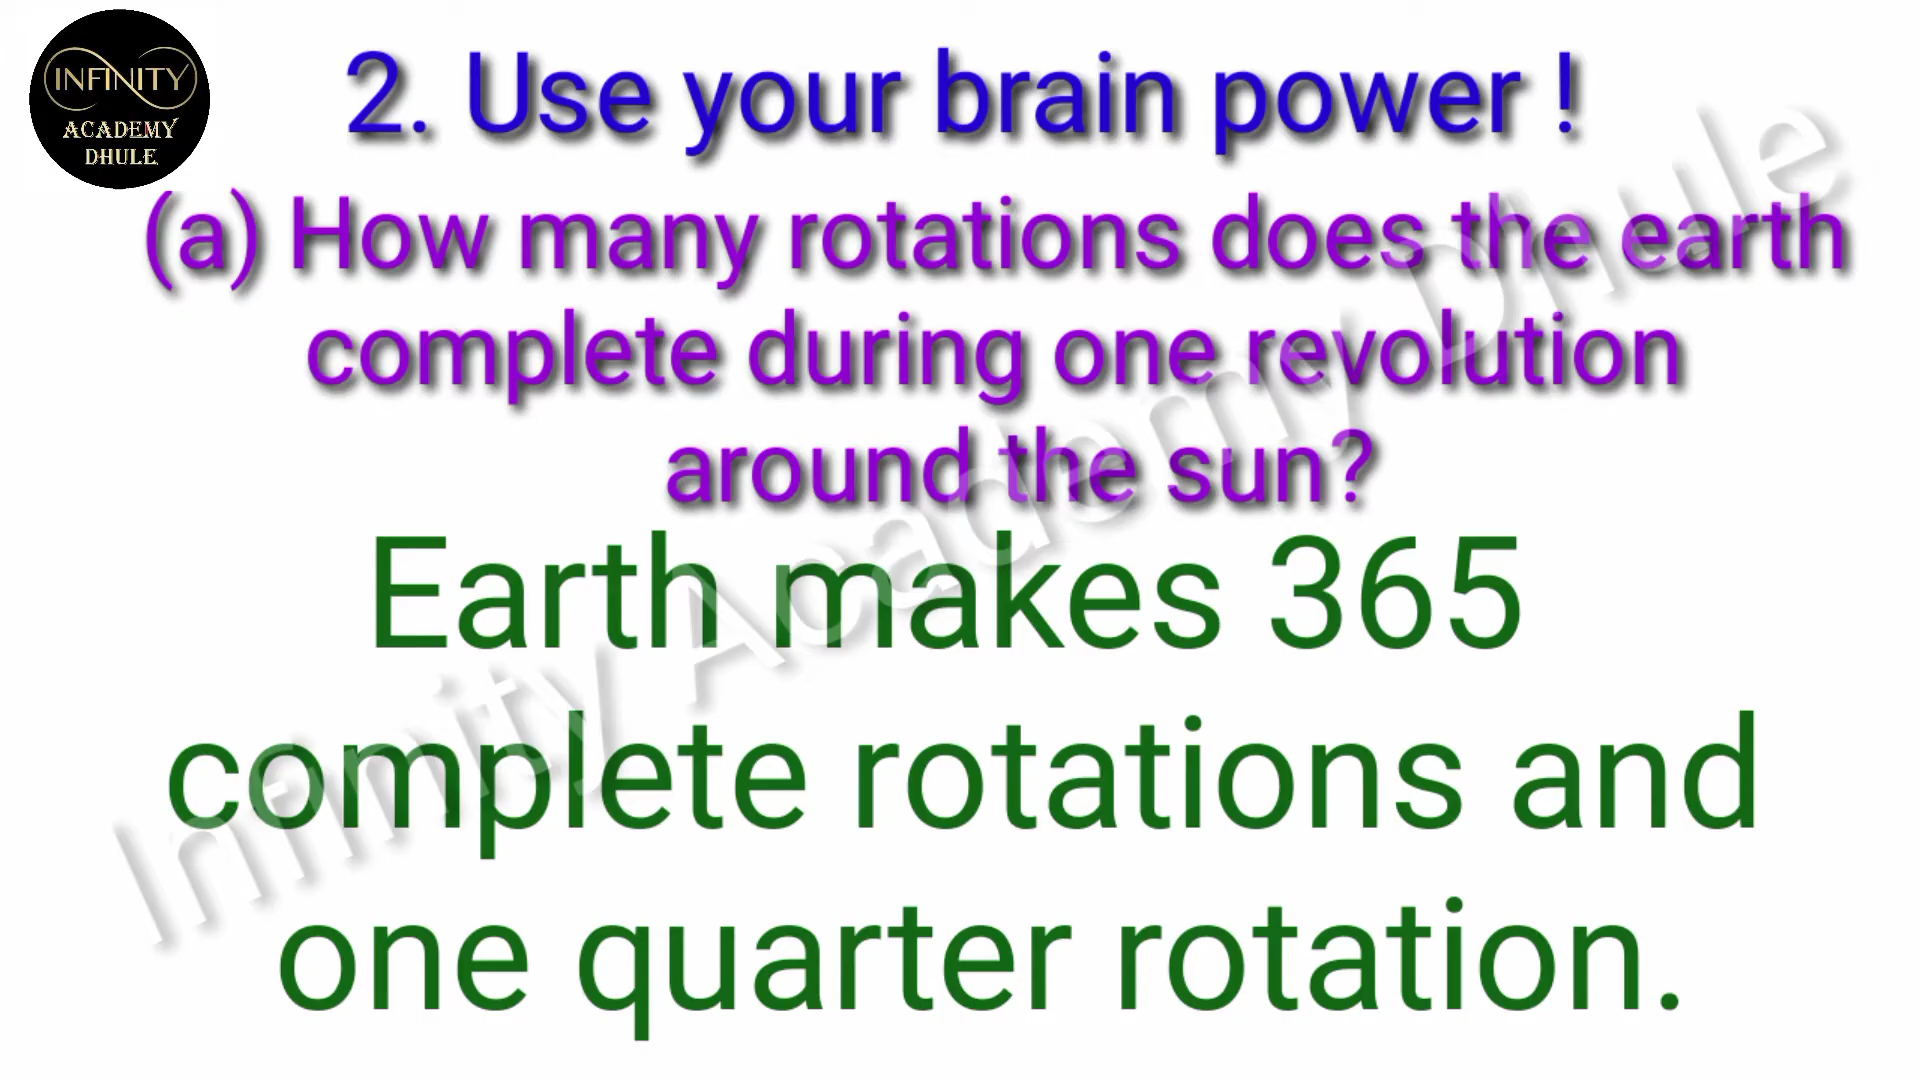 INFINITY
ACADEMY
DHULE
2. Use your brain power !
(a) How many rotations does the earth
complete during one revolution
around the sun?
Earth makes 365
complete rotations and
one quarter rotation.
Infinity Academy Dhule